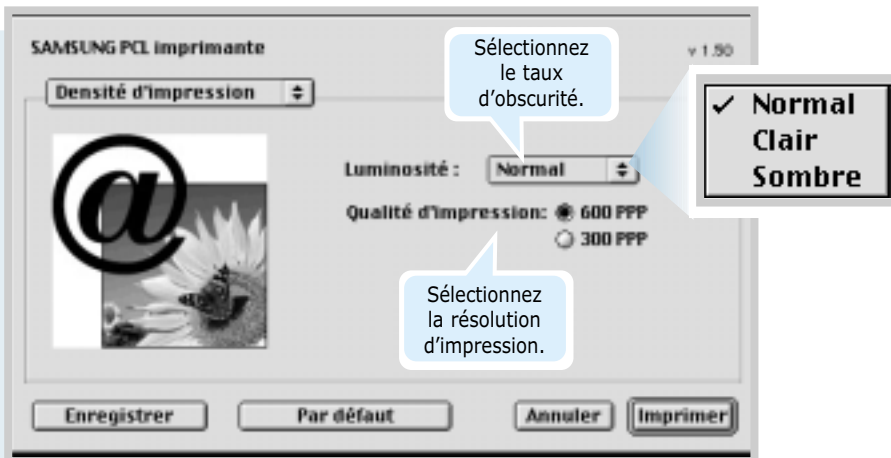 SAMSUNG PCL imprimante
v 1.90
Densité d'impression
Sélectionnez
le taux
d'obscurité.
Luminosité : Normal
✓ Normal
Clair
Sombre
Qualité d'impression: 600 PPP
300 PPP
Sélectionnez
la résolution
d'impression.
@
Enregistrer
Par défaut
Annuler
Imprimer